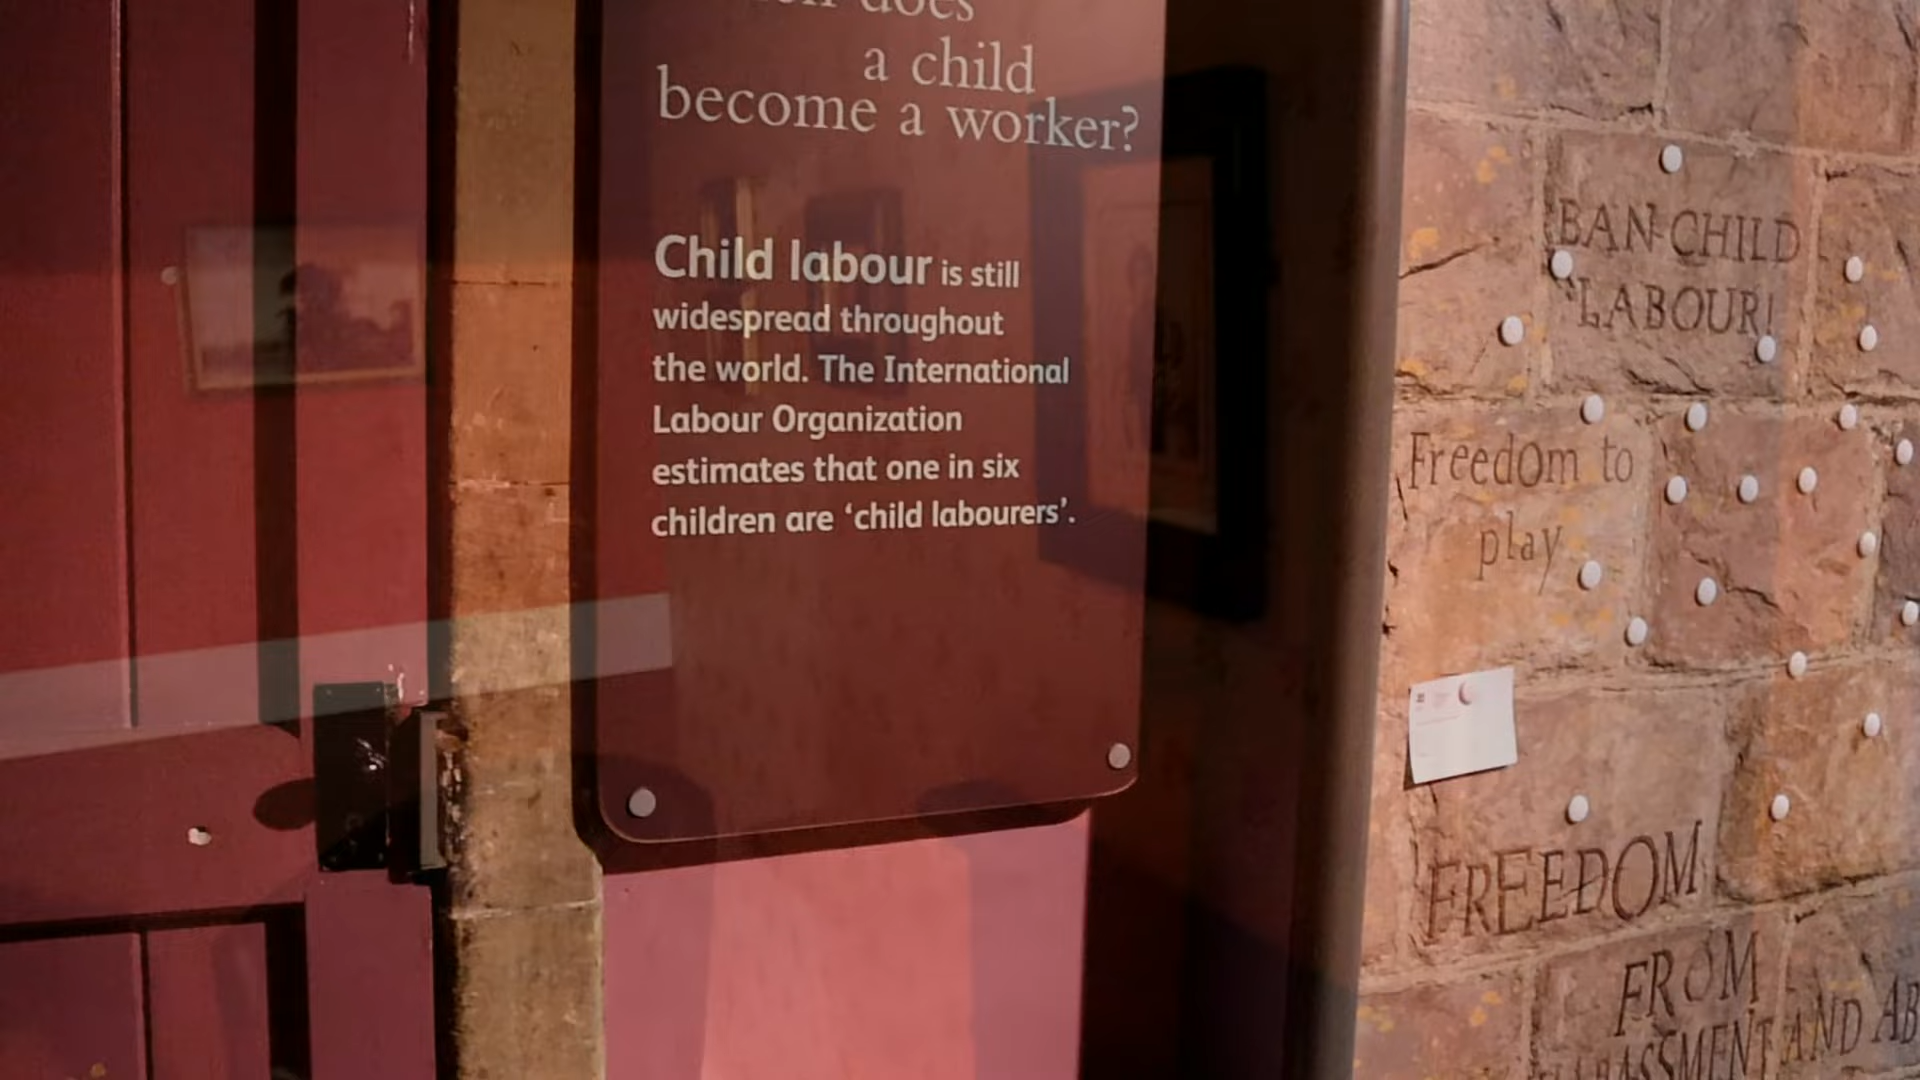 does
a child
become a worker?
Child labour is still
widespread throughout
the world. The International
Labour Organization
estimates that one in six
children are ‘child labourers’.
BAN CHILD
LABOUR!
Freedom to
play
FREEDOM
FROM
AND